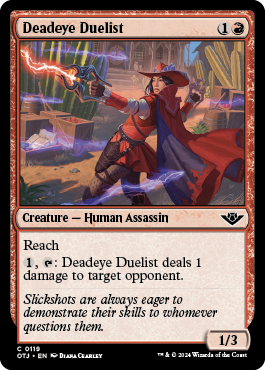 Deadeye Duelist 1
Creature — Human Assassin
Reach
1, : Deadeye Duelist deals 1
damage to target opponent.
Slickshots are always eager to
demonstrate their skills to whomever
questions them.
1/3
C 0119
OTJ • EN DIANA CEARLEY
™ & © 2024 Wizards of the Coast